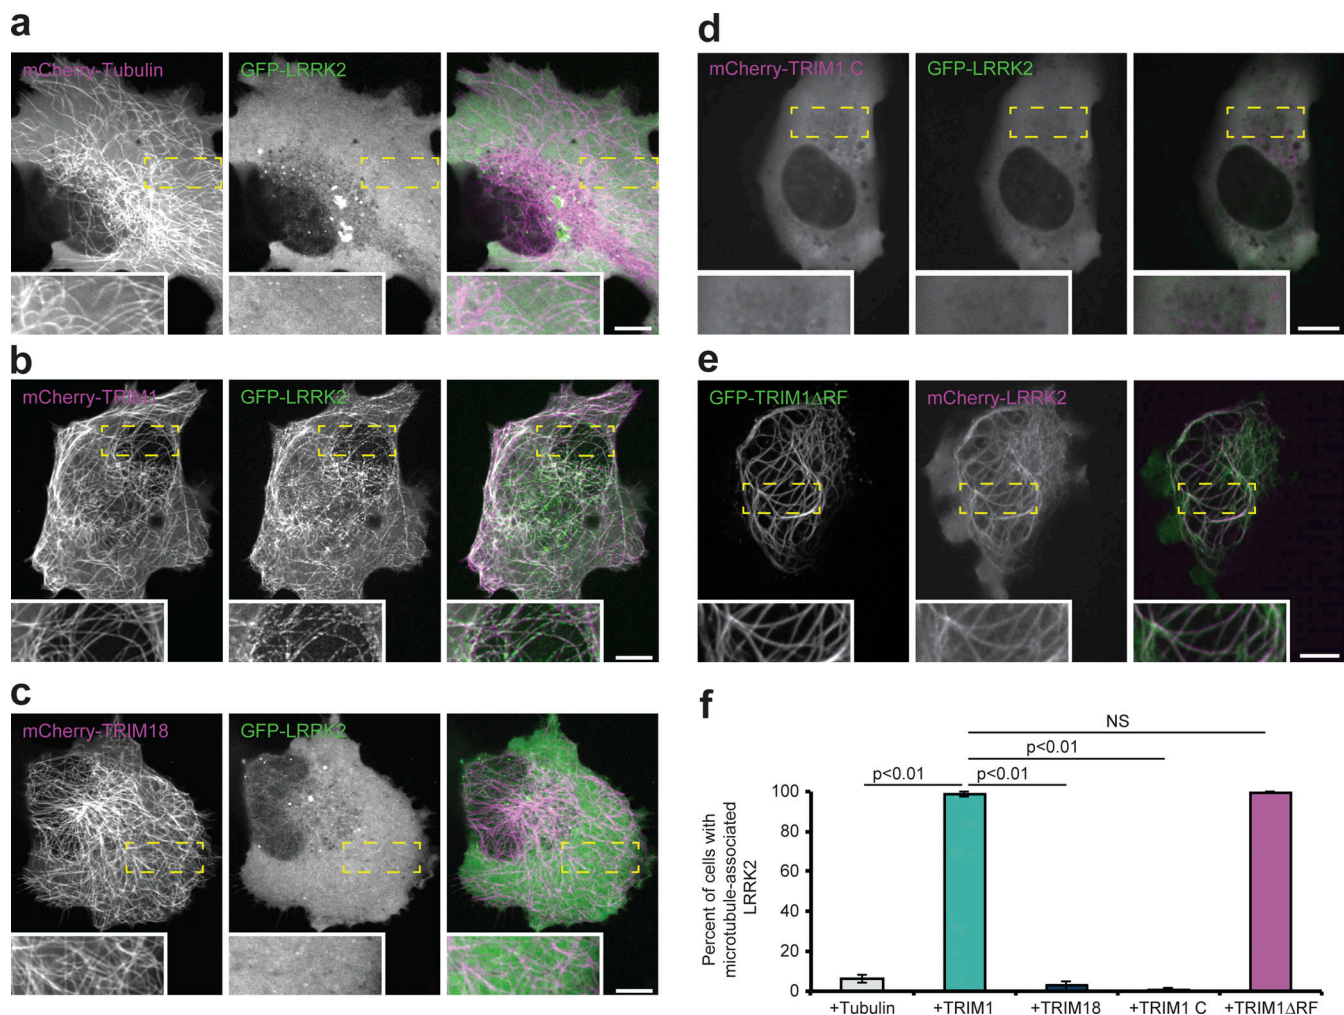 a
mCherry-Tubulin
GFP-LRRK2
b
mCherry-TRIM1
GFP-LRRK2
c
mCherry-TRIM18
GFP-LRRK2
d
mCherry-TRIM1 C
GFP-LRRK2
e
GFP-TRIM1ΔRF
mCherry-LRRK2
f
NS
p<0.01
p<0.01 p<0.01
Percent of cells with
microtubule-associated
LRRK2
100
80
60
40
20
0
+Tubulin +TRIM1 +TRIM18 +TRIM1 C +TRIM1ΔRF